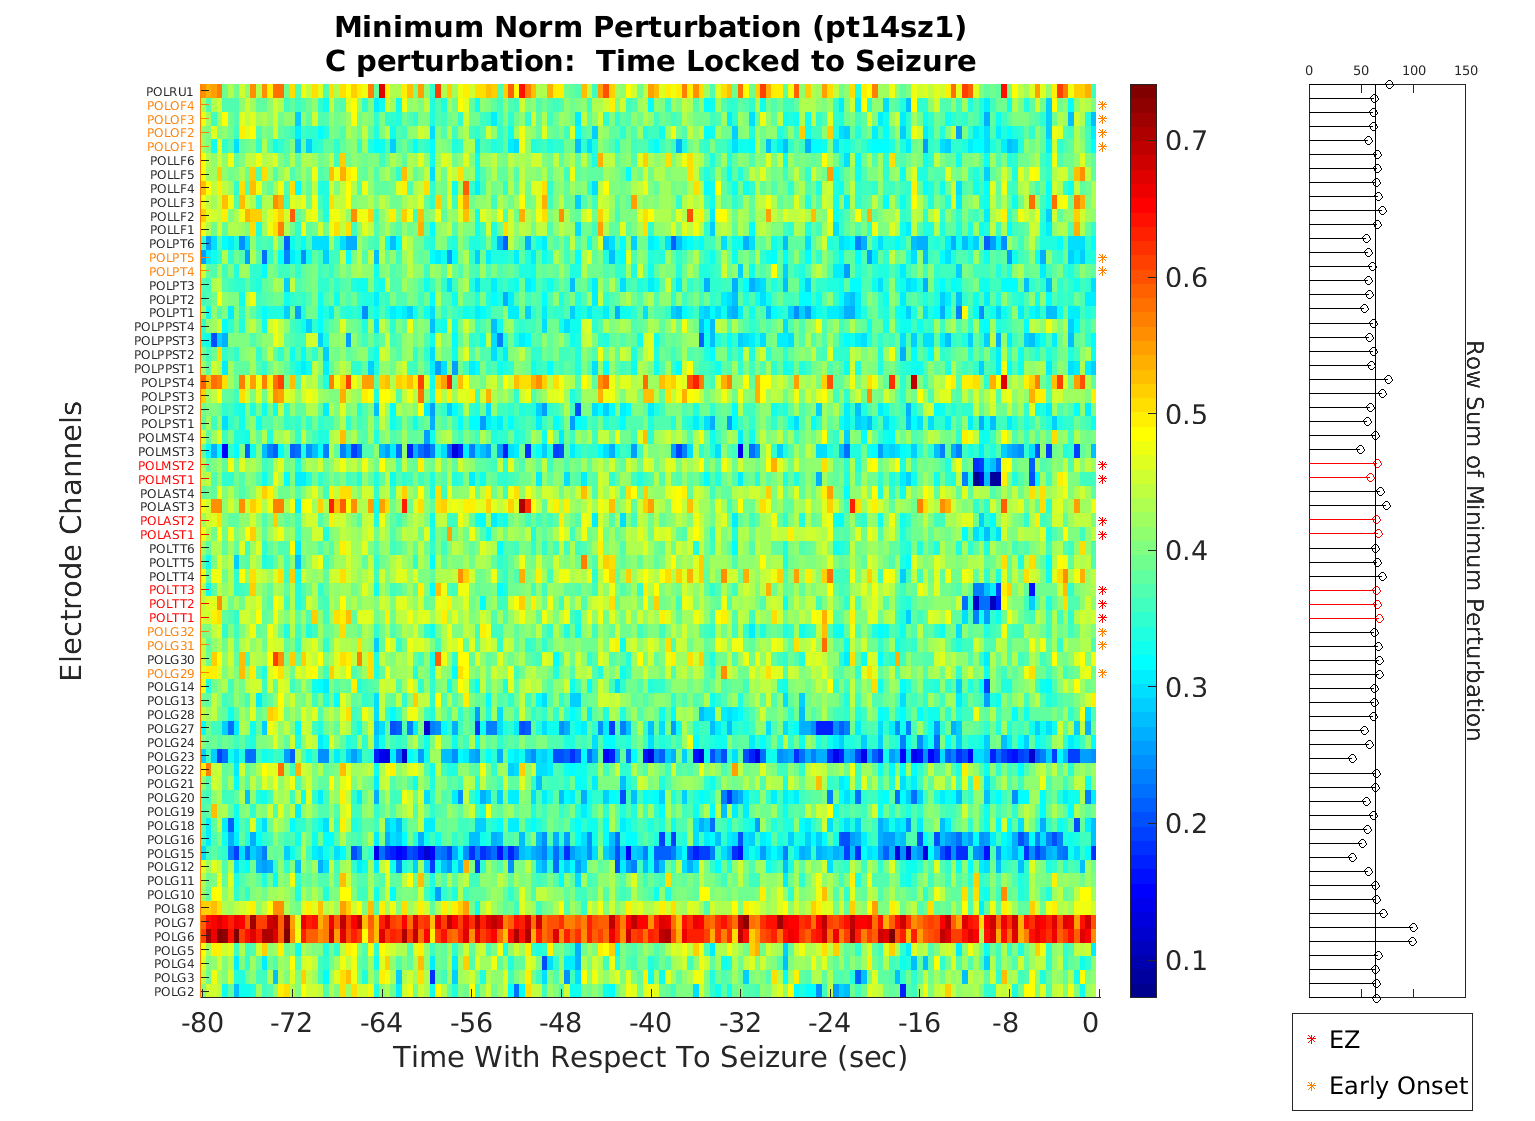 Minimum Norm Perturbation (pt14sz1)
C perturbation: Time Locked to Seizure
Electrode Channels
POLRU1
POLOF4
POLOF3
POLOF2
POLOF1
POLLF6
POLLF5
POLLF4
POLLF3
POLLF2
POLLF1
POLPT6
POLPT5
POLPT4
POLPT3
POLPT2
POLPT1
POLPPST4
POLPPST3
POLPPST2
POLPPST1
POLPST4
POLPST3
POLPST2
POLPST1
POLMST4
POLMST3
POLMST2
POLMST1
POLAST4
POLAST3
POLAST2
POLAST1
POLTT6
POLTT5
POLTT4
POLTT3
POLTT2
POLTT1
POLG32
POLG31
POLG30
POLG29
POLG14
POLG13
POLG28
POLG27
POLG24
POLG23
POLG22
POLG21
POLG20
POLG19
POLG18
POLG16
POLG15
POLG12
POLG11
POLG10
POLG8
POLG7
POLG6
POLG5
POLG4
POLG3
POLG2
-80 -72 -64 -56 -48 -40 -32 -24 -16 -8 0
Time With Respect To Seizure (sec)
0.7
0.6
0.5
0.4
0.3
0.2
0.1
0 50 100 150
Row Sum of Minimum Perturbation
EZ
Early Onset